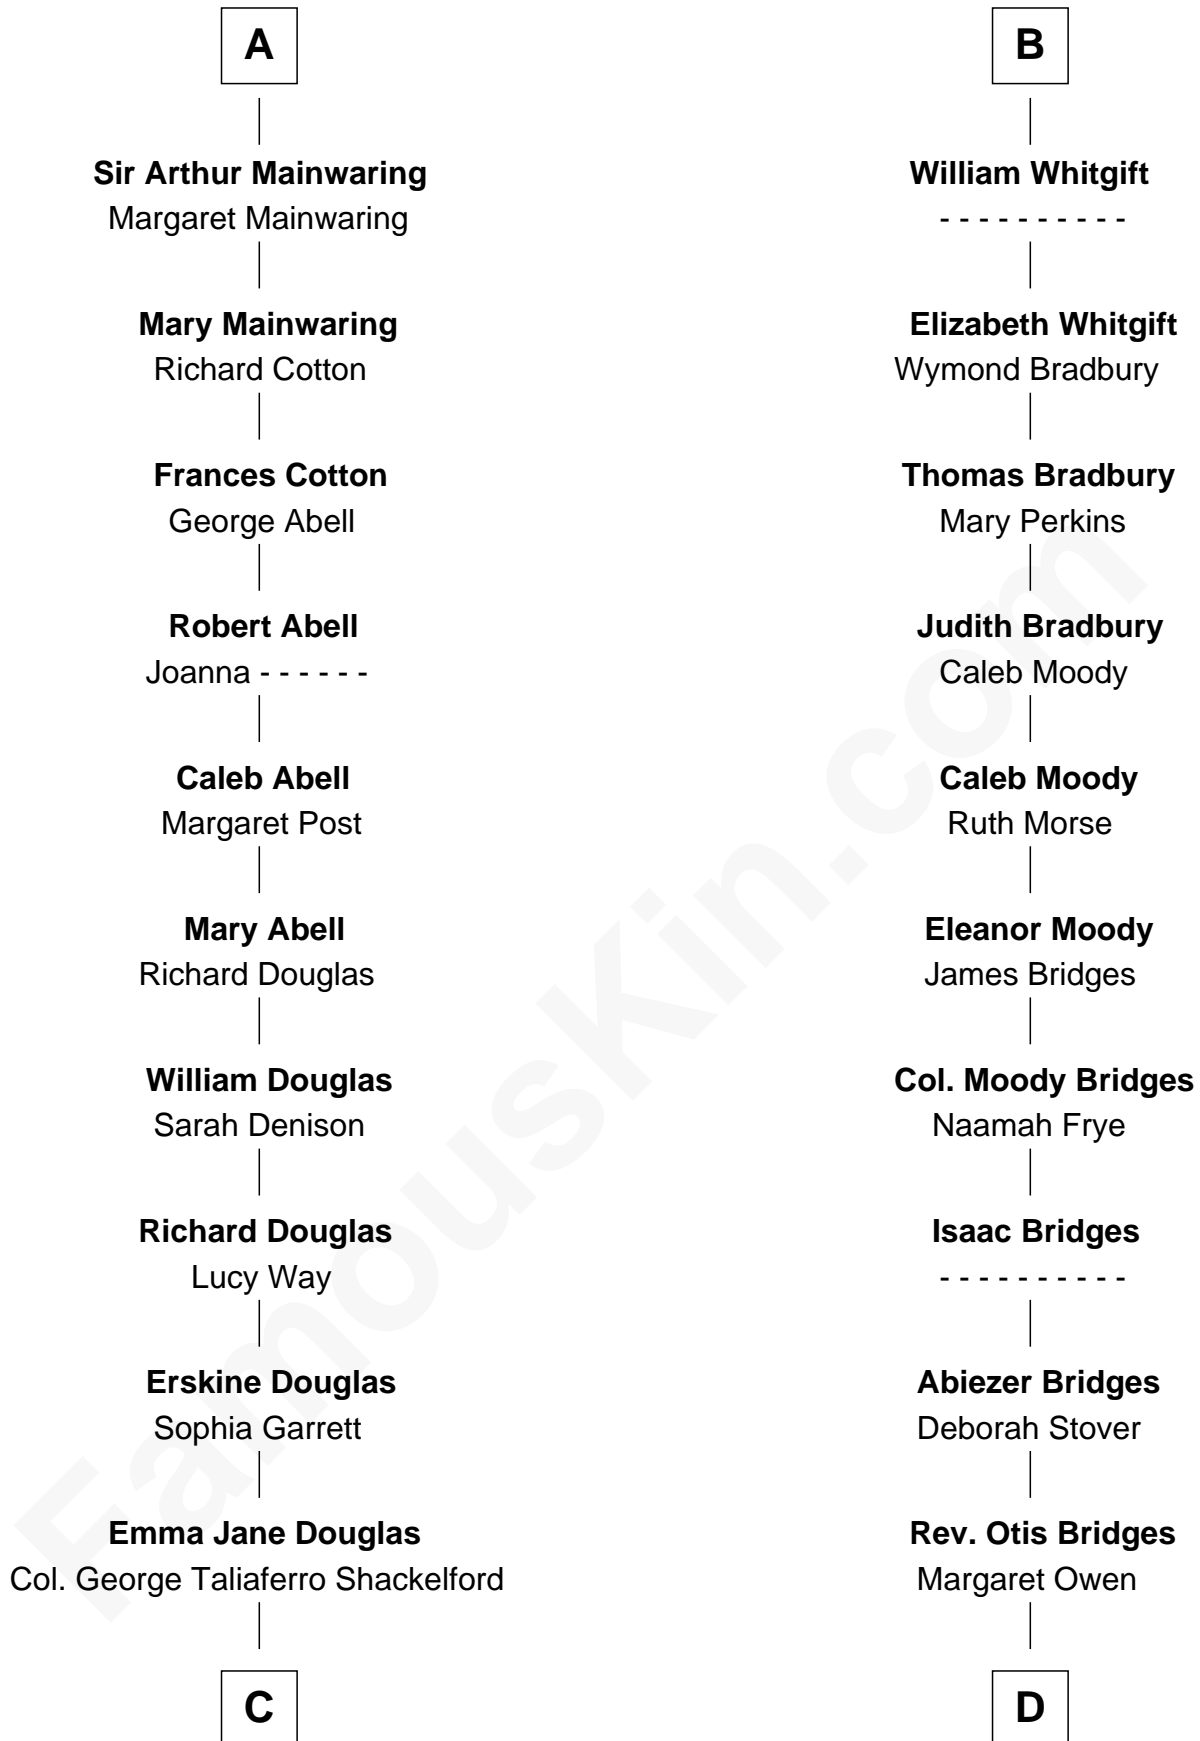 A
Sir Arthur Mainwaring
Margaret Mainwaring
Mary Mainwaring
Richard Cotton
Frances Cotton
George Abell
Robert Abell
Joanna - - - - - -
Caleb Abell
Margaret Post
Mary Abell
Richard Douglas
William Douglas
Sarah Denison
Richard Douglas
Lucy Way
Erskine Douglas
Sophia Garrett
Emma Jane Douglas
Col. George Taliaferro Shackelford
C
B
William Whitgift
- - - - - - - - - -
Elizabeth Whitgift
Wymond Bradbury
Thomas Bradbury
Mary Perkins
Judith Bradbury
Caleb Moody
Caleb Moody
Ruth Morse
Eleanor Moody
James Bridges
Col. Moody Bridges
Naamah Frye
Isaac Bridges
- - - - - - - - - -
Abiezer Bridges
Deborah Stover
Rev. Otis Bridges
Margaret Owen
D
FamousKin.com